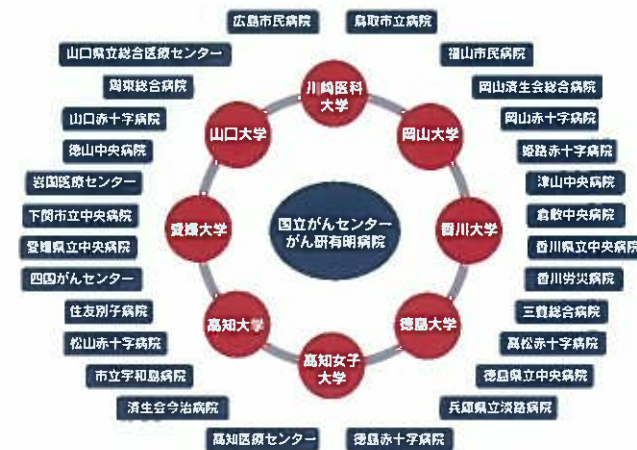 広島市民病院
鳥取市立病院
山口県立総合医療センター
福山市民病院
周東総合病院
川崎医科
大学
岡山済生会総合病院
山口赤十字病院
山口大学
岡山大学
岡山赤十字病院
徳山中央病院
姫路赤十字病院
岩国医療センター
津山中央病院
下関市立中央病院
愛媛大学
国立がんセンター
がん研有明病院
香川大学
倉敷中央病院
愛媛県立中央病院
香川県立中央病院
四国がんセンター
香川労災病院
住友別子病院
高知大学
徳島大学
三豊総合病院
松山赤十字病院
高松赤十字病院
市立宇和島病院
高知女子
大学
徳島県立中央病院
済生会今治病院
兵庫県立淡路病院
高知医療センター
徳島赤十字病院